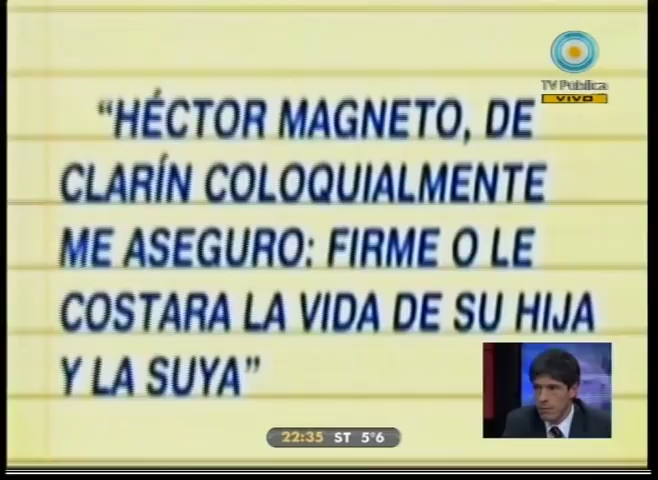 TV Pública
VIVO
“HÉCTOR MAGNETO, DE
CLARÍN COLOQUIALMENTE
ME ASEGURO: FIRME O LE
COSTARA LA VIDA DE SU HIJA
Y LA SUYA”
22:35 ST 5°6